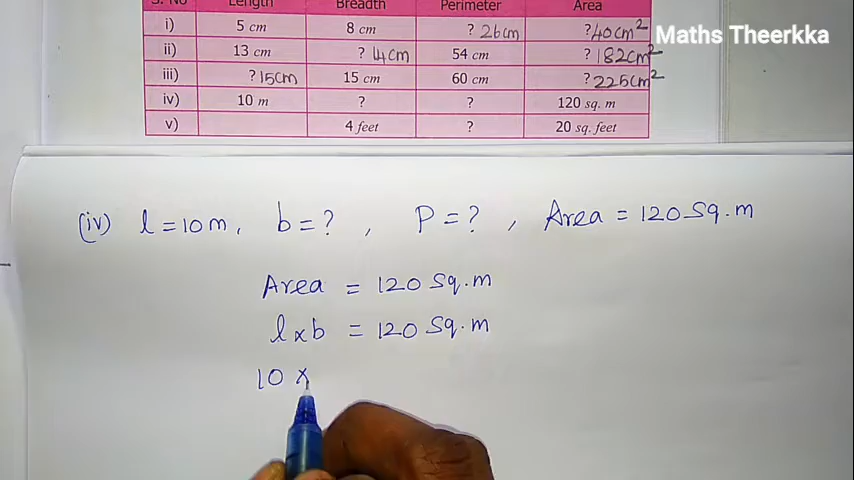 S. No Length Breadth Perimeter Area
i) 5 cm 8 cm ? 26cm ? 40cm²
Maths Theerkka
ii) 13 cm ? 14cm 54 cm ? 182cm²
iii) ? 15cm 15 cm 60 cm ? 225cm²
iv) 10 m ? ? 120 sq. m
v) 4 feet ? 20 sq. feet
(iv) l = 10m, b = ? , P = ? , Area = 120 Sq.m
Area = 120 Sq.m
l x b = 120 Sq.m
10 x